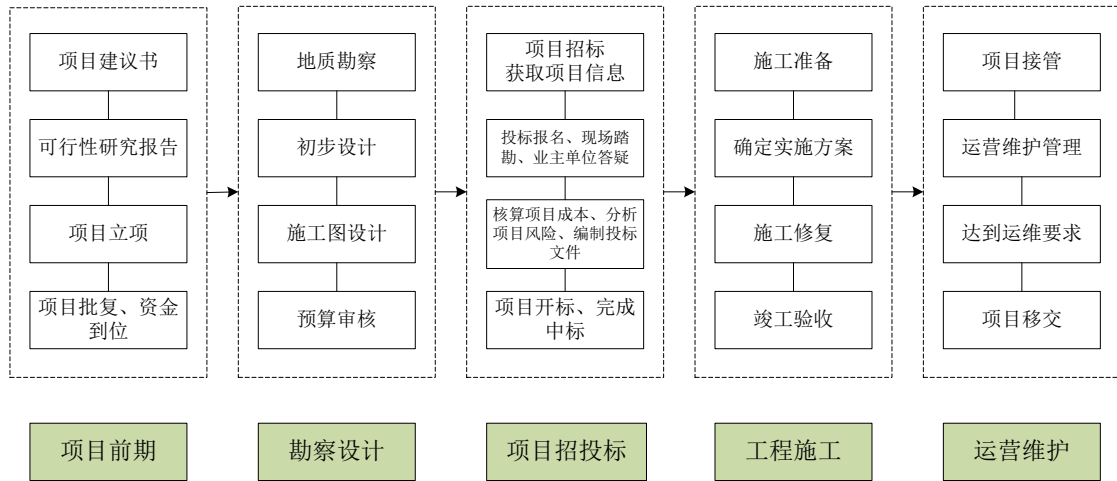 项目建议书
可行性研究报告
项目立项
项目批复、资金
到位
地质勘察
初步设计
施工图设计
预算审核
项目招标
获取项目信息
投标报名、现场踏
勘、业主单位答疑
核算项目成本、分析
项目风险、编制投标
文件
项目开标、完成
中标
施工准备
确定实施方案
施工修复
竣工验收
项目接管
运营维护管理
达到运维要求
项目移交
项目前期
勘察设计
项目招投标
工程施工
运营维护